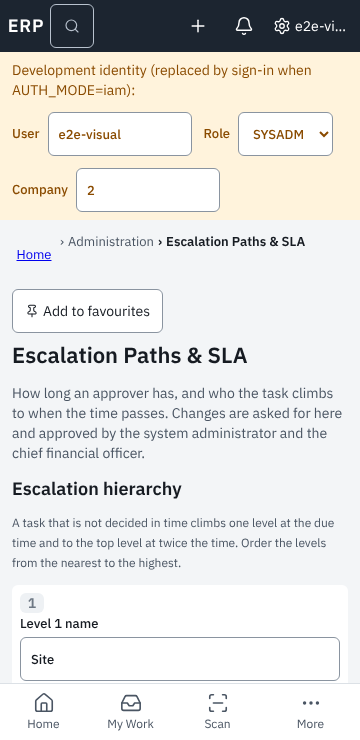 ERP
e2e-vi...
Development identity (replaced by sign-in when
AUTH_MODE=iam):
User e2e-visual Role SYSADM
Company 2
Home › Administration › Escalation Paths & SLA
Add to favourites
Escalation Paths & SLA
How long an approver has, and who the task climbs
to when the time passes. Changes are asked for here
and approved by the system administrator and the
chief financial officer.
Escalation hierarchy
A task that is not decided in time climbs one level at the due
time and to the top level at twice the time. Order the levels
from the nearest to the highest.
1
Level 1 name
Site
Home My Work Scan More